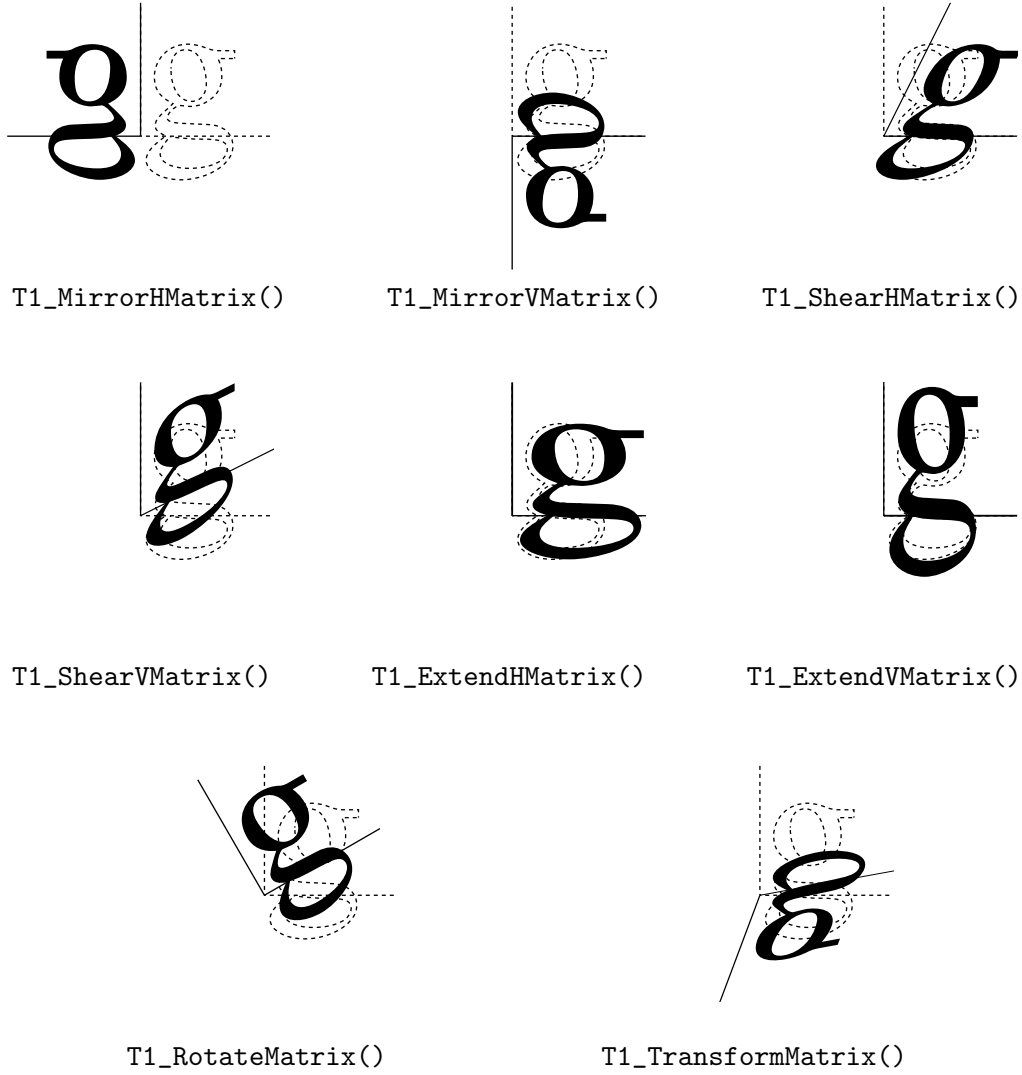 g g g
T1_MirrorHMatrix() T1_MirrorVMatrix() T1_ShearHMatrix()
g g g
T1_ShearVMatrix() T1_ExtendHMatrix() T1_ExtendVMatrix()
g g
T1_RotateMatrix() T1_TransformMatrix()